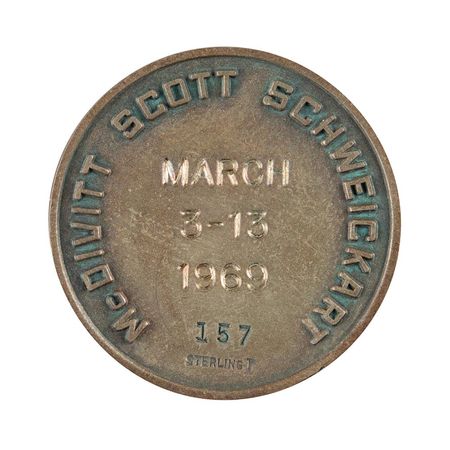 McDIVITT SCOTT SCHWEICKART
MARCH
3-13
1969
157
STERLING T